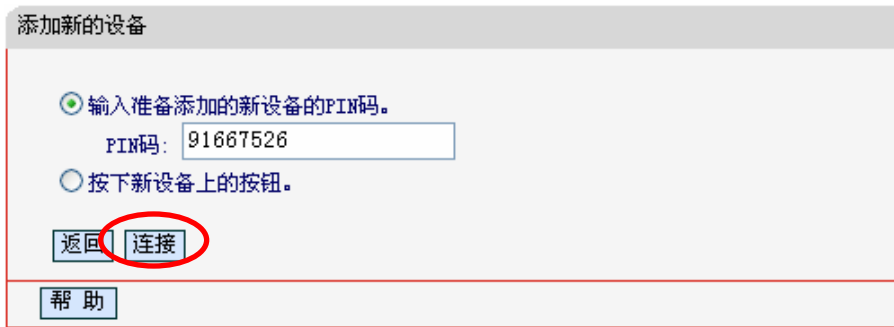 添加新的设备
输入准备添加的新设备的PIN码。
PIN码: 91667526
按下新设备上的按钮。
返回 连接
帮 助